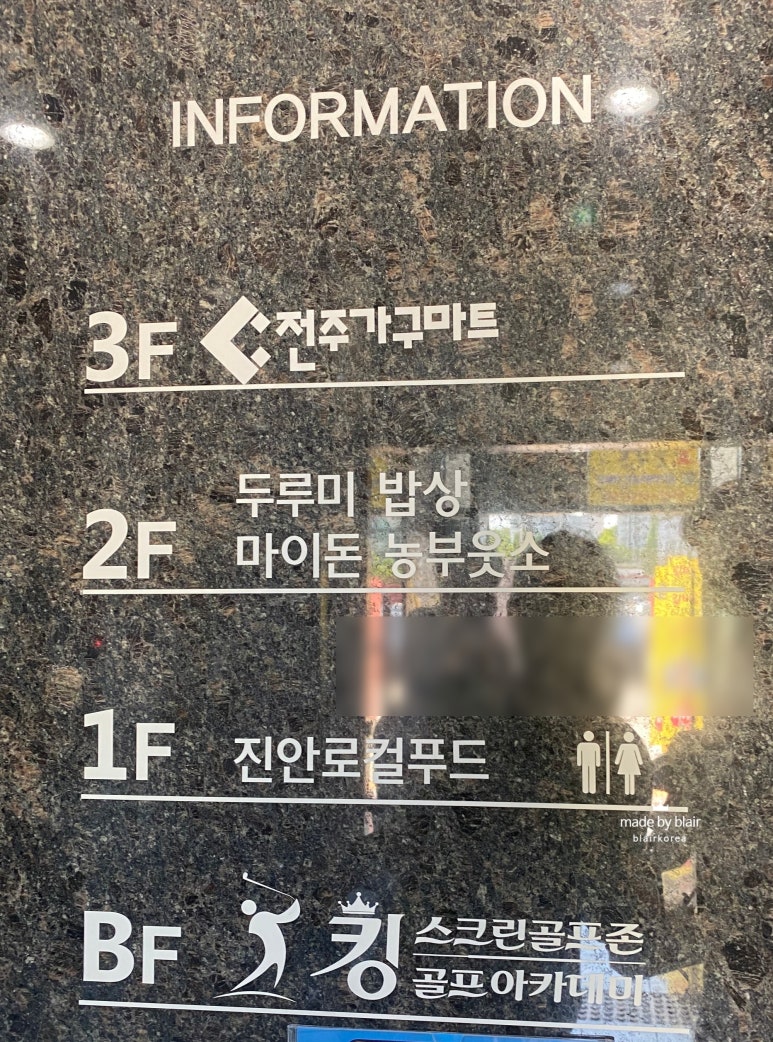 INFORMATION
3F 전주가구마트
두루미 밥상
2F 마이돈 농부웃소
1F 진안로컬푸드
made by blair
blairkorea
BF 킹 스크린골프존
골프아카데미